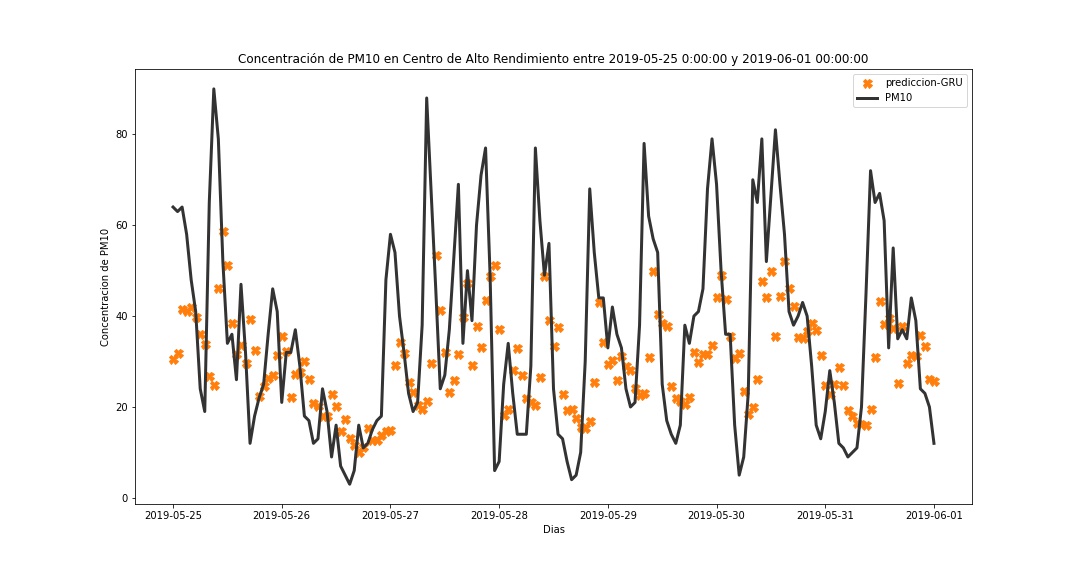 Concentración de PM10 en Centro de Alto Rendimiento entre 2019-05-25 0:00:00 y 2019-06-01 00:00:00
prediccion-GRU
PM10
80
60
40
20
0
Concentracion de PM10
2019-05-25 2019-05-26 2019-05-27 2019-05-28 2019-05-29 2019-05-30 2019-05-31 2019-06-01
Dias